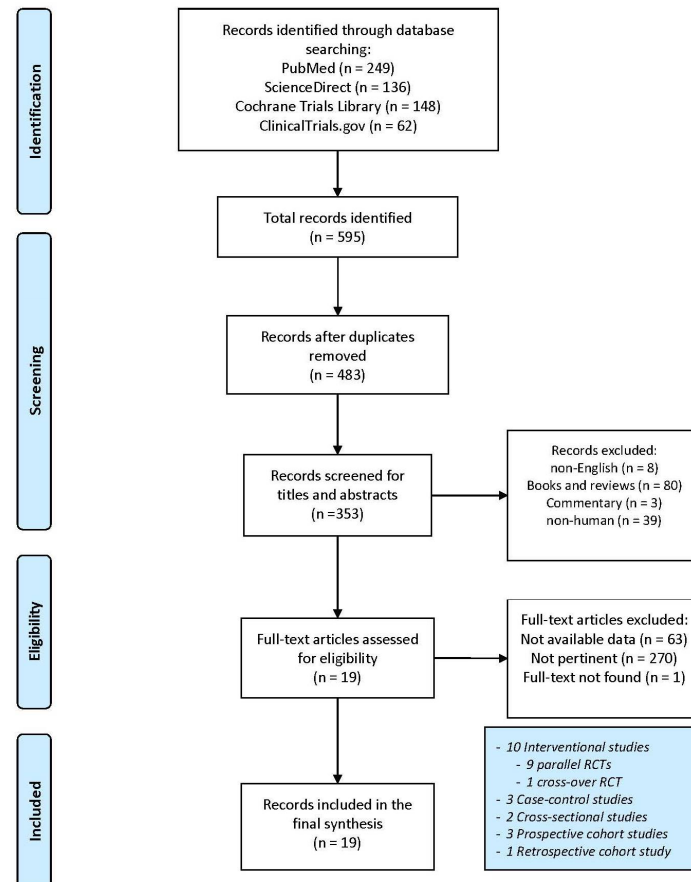 Identification
Records identified through database
searching:
PubMed (n = 249)
ScienceDirect (n = 136)
Cochrane Trials Library (n = 148)
ClinicalTrials.gov (n = 62)
Total records identified
(n = 595)
Screening
Records after duplicates
removed
(n = 483)
Records screened for
titles and abstracts
(n =353)
Records excluded:
non-English (n = 8)
Books and reviews (n = 80)
Commentary (n = 3)
non-human (n = 39)
Eligibility
Full-text articles assessed
for eligibility
(n = 19)
Full-text articles excluded:
Not available data (n = 63)
Not pertinent (n = 270)
Full-text not found (n = 1)
Included
Records included in the
final synthesis
(n = 19)
- 10 Interventional studies
- 9 parallel RCTs
- 1 cross-over RCT
- 3 Case-control studies
- 2 Cross-sectional studies
- 3 Prospective cohort studies
- 1 Retrospective cohort study